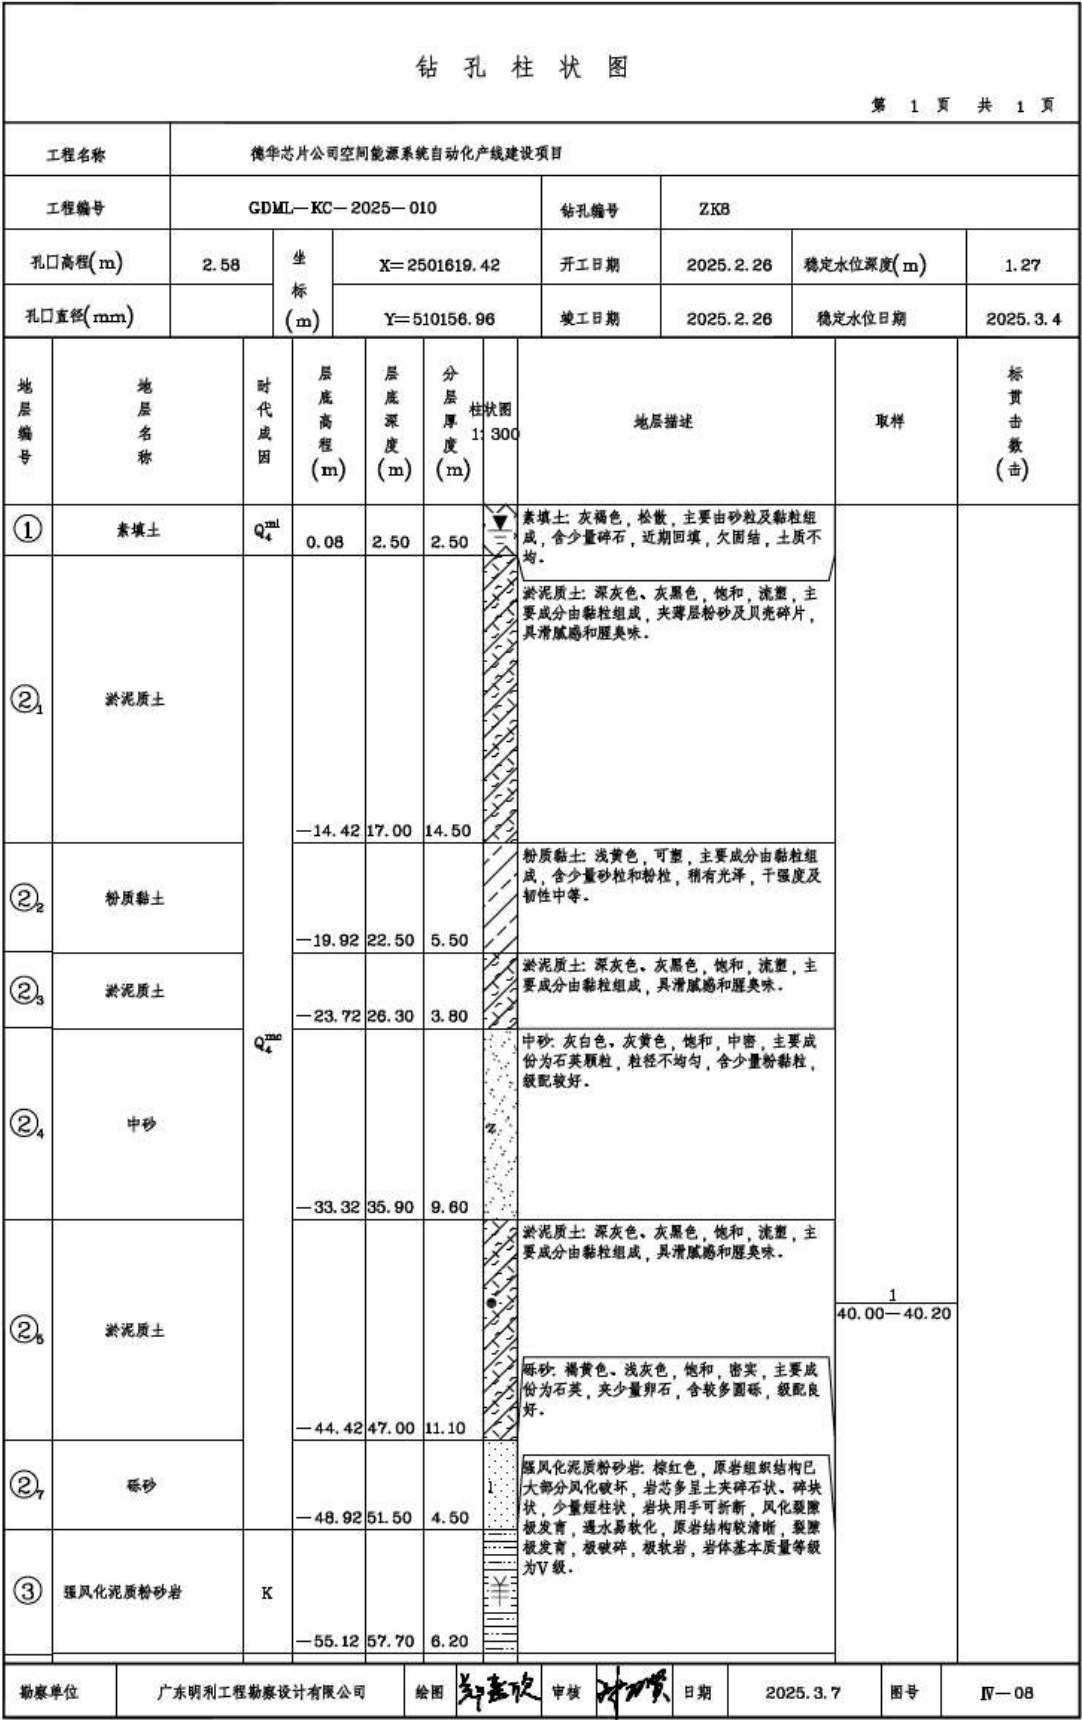 钻 孔 柱 状 图
第 1 页 共 1 页
工程名称 德华芯片公司空间能源系统自动化产线建设项目
工程编号 GDML—KC—2025—010 钻孔编号 ZK8
孔口高程(m) 2.58 坐标(m) X=2501619.42 开工日期 2025.2.26 稳定水位深度(m) 1.27
孔口直径(mm) Y=510156.96 竣工日期 2025.2.26 稳定水位日期 2025.3.4
地层编号 地层名称 时代成因 层底高程(m) 层底深度(m) 分层厚度(m) 柱状图 1:300 地层描述 取样 标贯击数(击)
① 素填土 Q4ml 0.08 2.50 2.50
素填土: 灰褐色，松散，主要由砂粒及黏粒组
成，含少量碎石，近期回填，欠固结，土质不
均。
②1 淤泥质土 —14.42 17.00 14.50
淤泥质土: 深灰色、灰黑色，饱和，流塑，主
要成分由黏粒组成，夹薄层粉砂及贝壳碎片，
具滑腻感和腥臭味。
②2 粉质黏土 —19.92 22.50 5.50
粉质黏土: 浅黄色，可塑，主要成分由黏粒组
成，含少量砂粒和粉粒，稍有光泽，干强度及
韧性中等。
②3 淤泥质土 —23.72 26.30 3.80
淤泥质土: 深灰色、灰黑色，饱和，流塑，主
要成分由黏粒组成，具滑腻感和腥臭味。
Q4mc
②4 中砂 —33.32 35.90 9.60
中砂: 灰白色、灰黄色，饱和，中密，主要成
份为石英颗粒，粒径不均匀，含少量粉黏粒，
级配较好。
z
②5 淤泥质土 —44.42 47.00 11.10
淤泥质土: 深灰色、灰黑色，饱和，流塑，主
要成分由黏粒组成，具滑腻感和腥臭味。
1
40.00—40.20
②7 砾砂 —48.92 51.50 4.50
砾砂: 褐黄色、浅灰色，饱和，密实，主要成
份为石英，夹少量卵石，含较多圆砾，级配良
好。
③ 强风化泥质粉砂岩 K —55.12 57.70 6.20
强风化泥质粉砂岩: 棕红色，原岩组织结构已
大部分风化破坏，岩芯多呈土夹碎石状、碎块
状，少量短柱状，岩块用手可折断，风化裂隙
极发育，遇水易软化，原岩结构较清晰，裂隙
极发育，极破碎，极软岩，岩体基本质量等级
为Ⅴ级。
勘察单位 广东明利工程勘察设计有限公司 绘图 审核 日期 2025.3.7 图号 Ⅳ—08